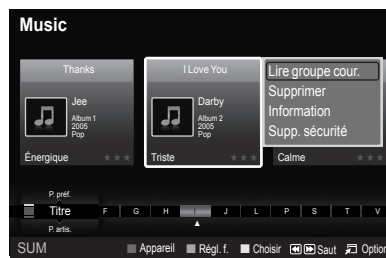 Music
Thanks
Jee
Album 1
2005
Pop
Énergique
I Love You
Darby
Album 2
2005
Pop
Triste
Lire groupe cour.
Supprimer
Information
Supp. sécurité
Calme
P. préf.
Titre F G H I J L P S T V
P. artis.
SUM Appareil Régl. f. Choisir Saut Option